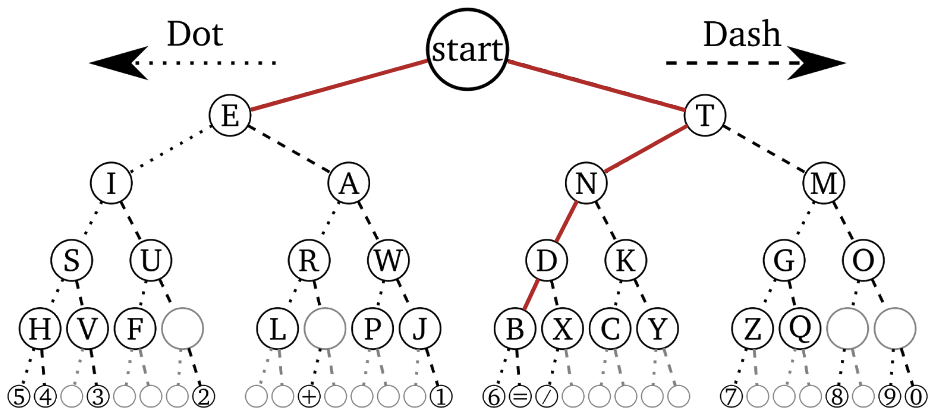 Dot
Dash
start
E T
I A N M
S U R W D K G O
H V F L P J B X C Y Z Q
5 4 3 2 + 1 6 = / 7 8 9 0